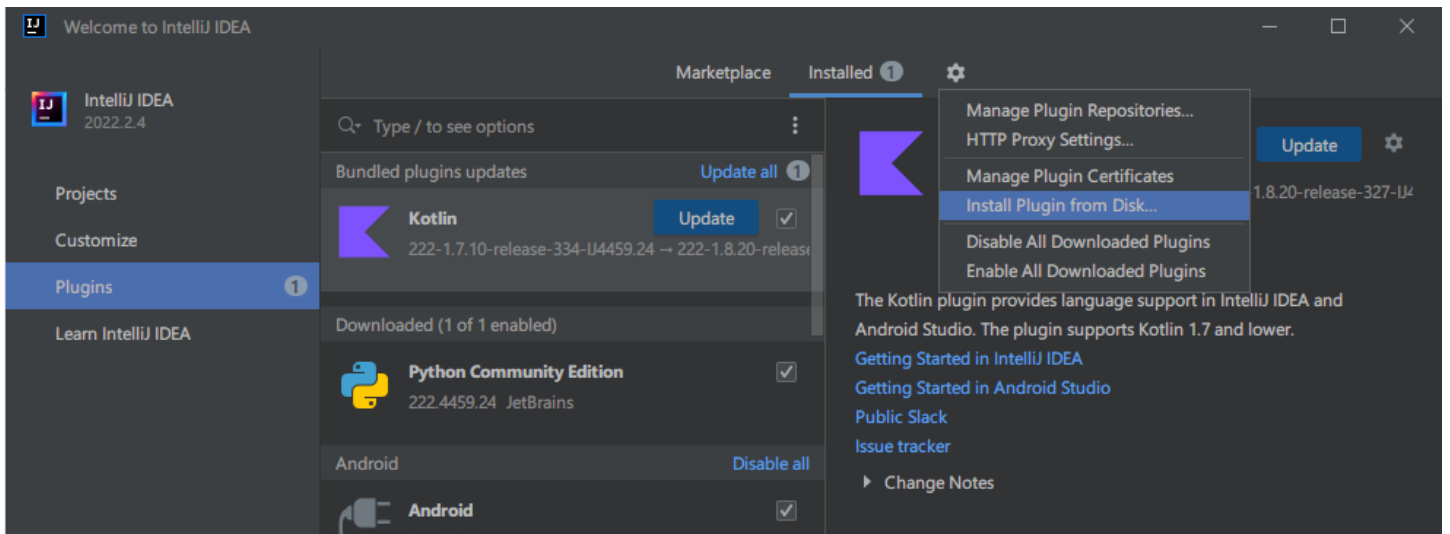 Welcome to IntelliJ IDEA
IntelliJ IDEA
2022.2.4
Projects
Customize
Plugins 1
Learn IntelliJ IDEA
Marketplace Installed 1
Type / to see options
Bundled plugins updates Update all 1
Kotlin Update
222-1.7.10-release-334-IJ4459.24 → 222-1.8.20-release
Downloaded (1 of 1 enabled)
Python Community Edition
222.4459.24 JetBrains
Android Disable all
Android
Manage Plugin Repositories...
HTTP Proxy Settings...
Manage Plugin Certificates
Install Plugin from Disk...
Disable All Downloaded Plugins
Enable All Downloaded Plugins
Update
1.8.20-release-327-IJ4
The Kotlin plugin provides language support in IntelliJ IDEA and
Android Studio. The plugin supports Kotlin 1.7 and lower.
Getting Started in IntelliJ IDEA
Getting Started in Android Studio
Public Slack
Issue tracker
Change Notes